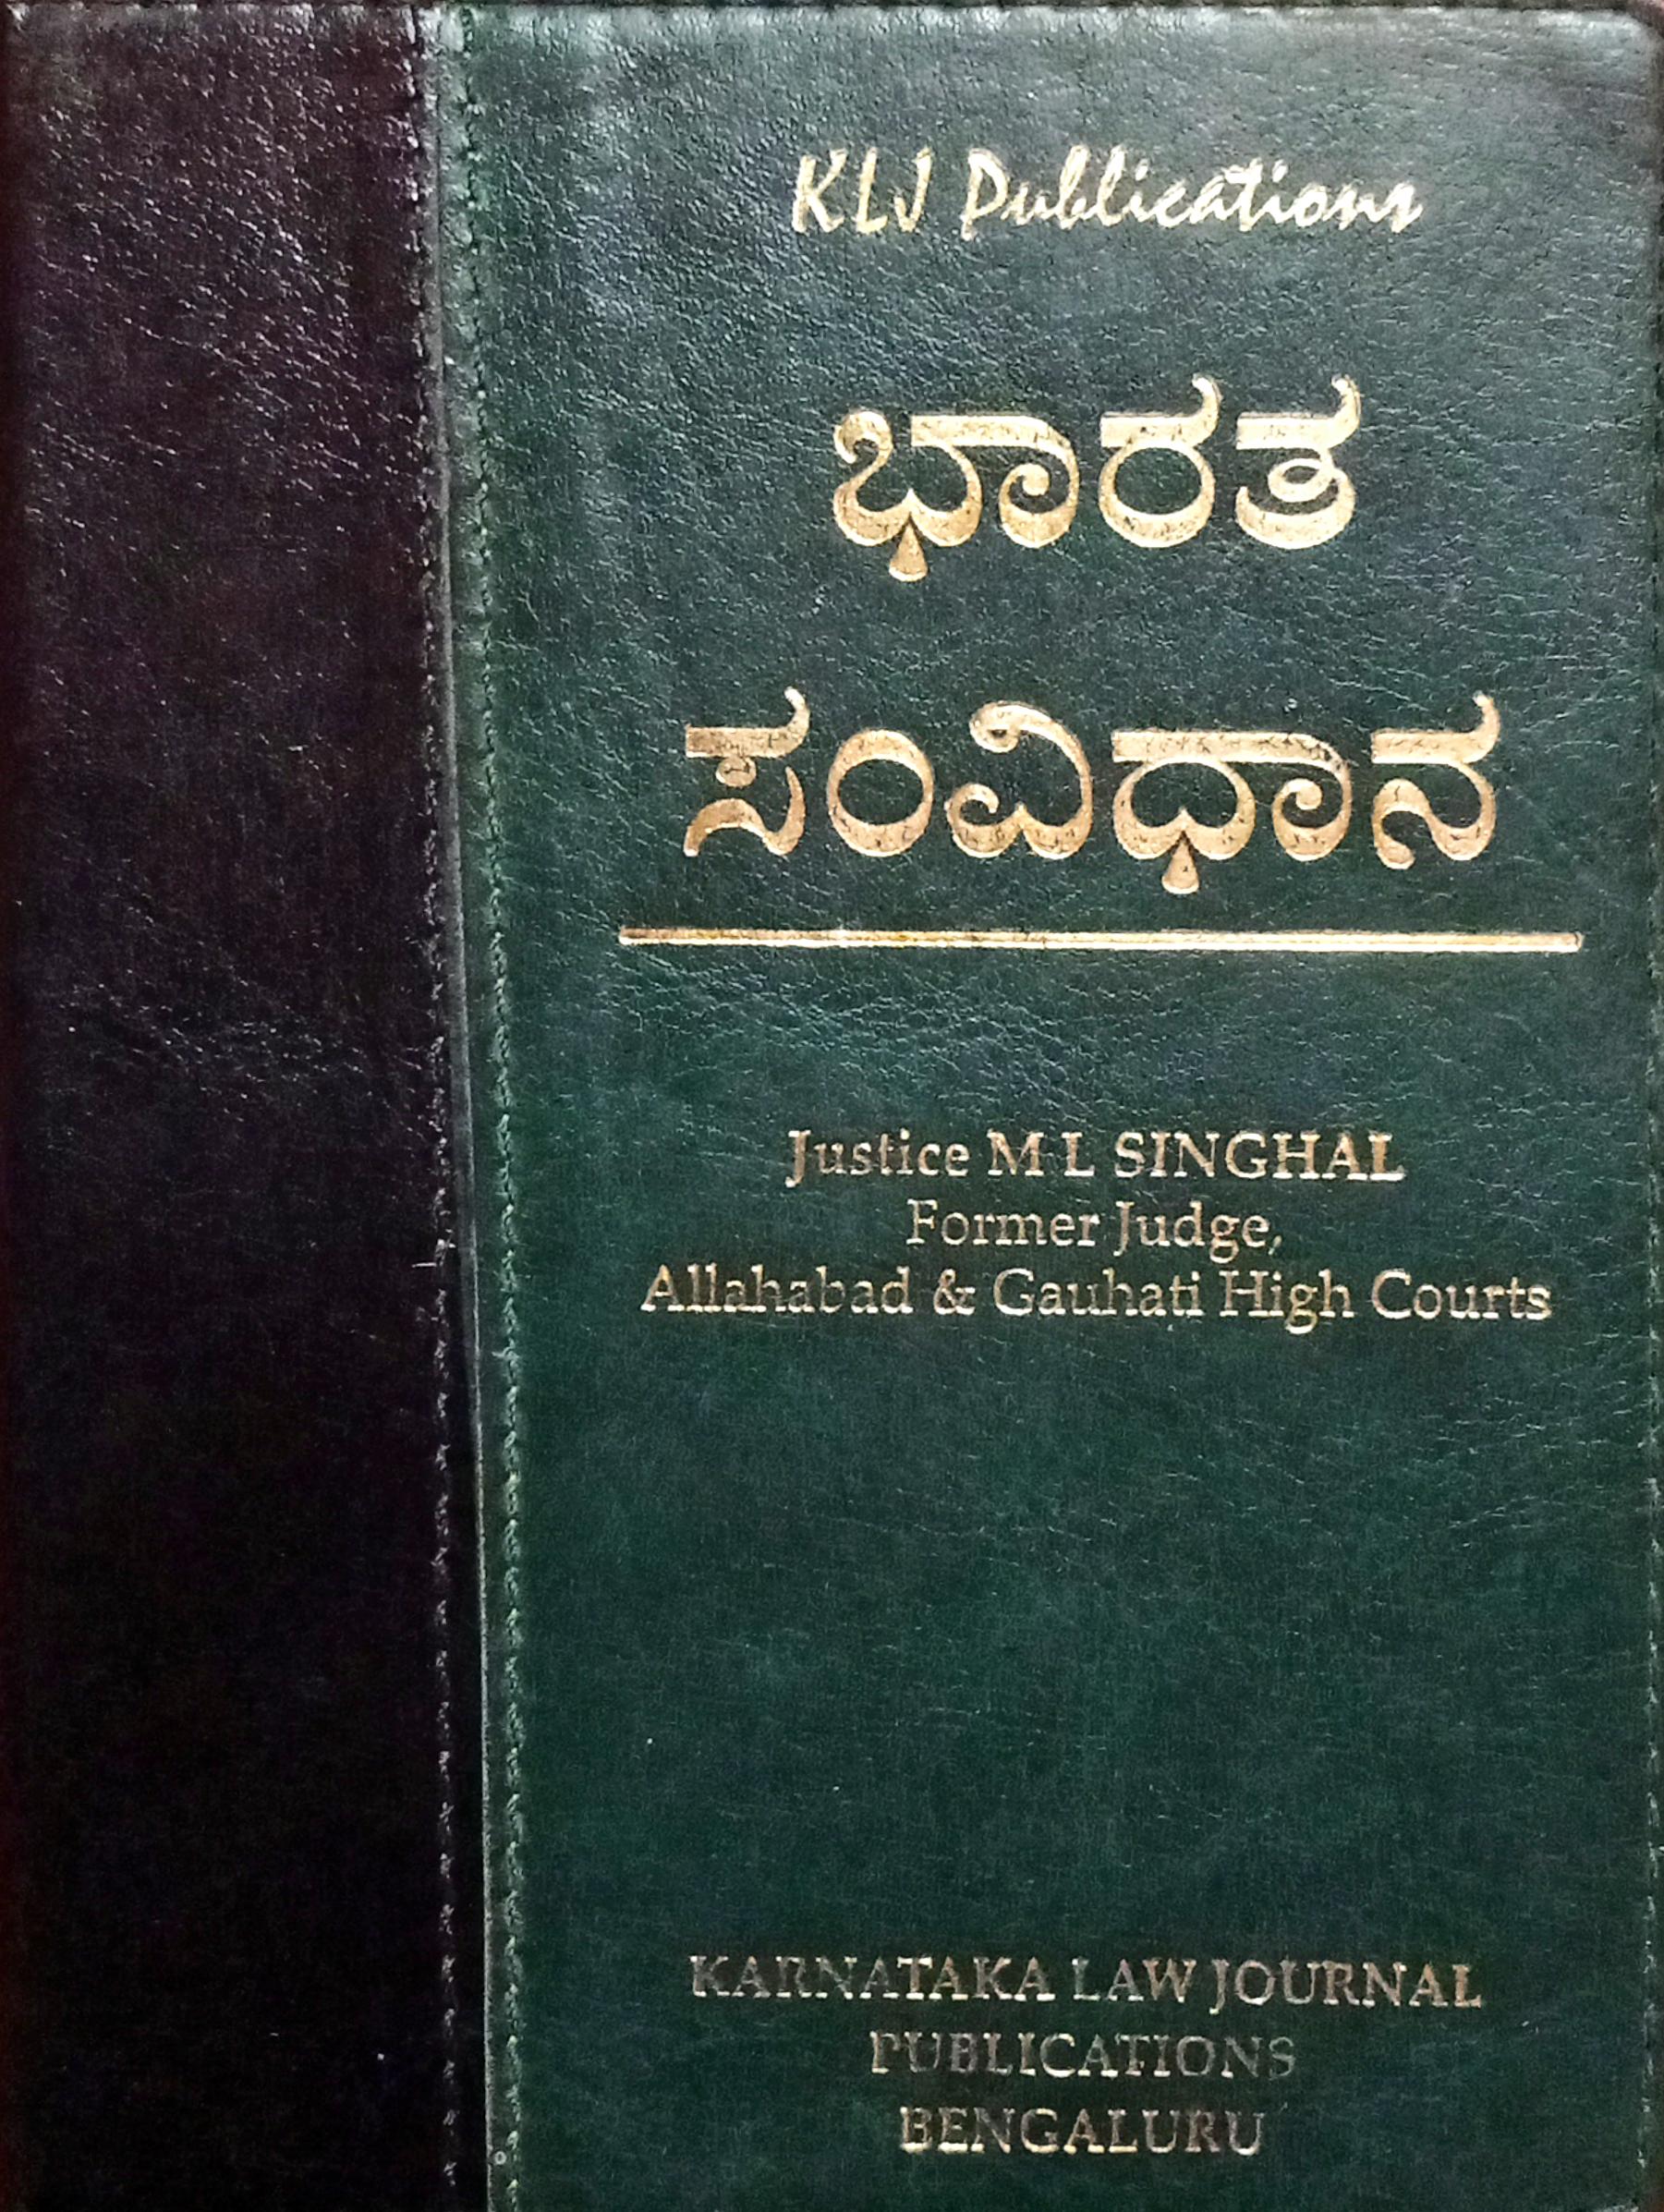 KLJ Publications
ಭಾರತ
ಸಂವಿಧಾನ
Justice M L SINGHAL
Former Judge,
Allahabad & Gauhati High Courts
KARNATAKA LAW JOURNAL
PUBLICATIONS
BENGALURU